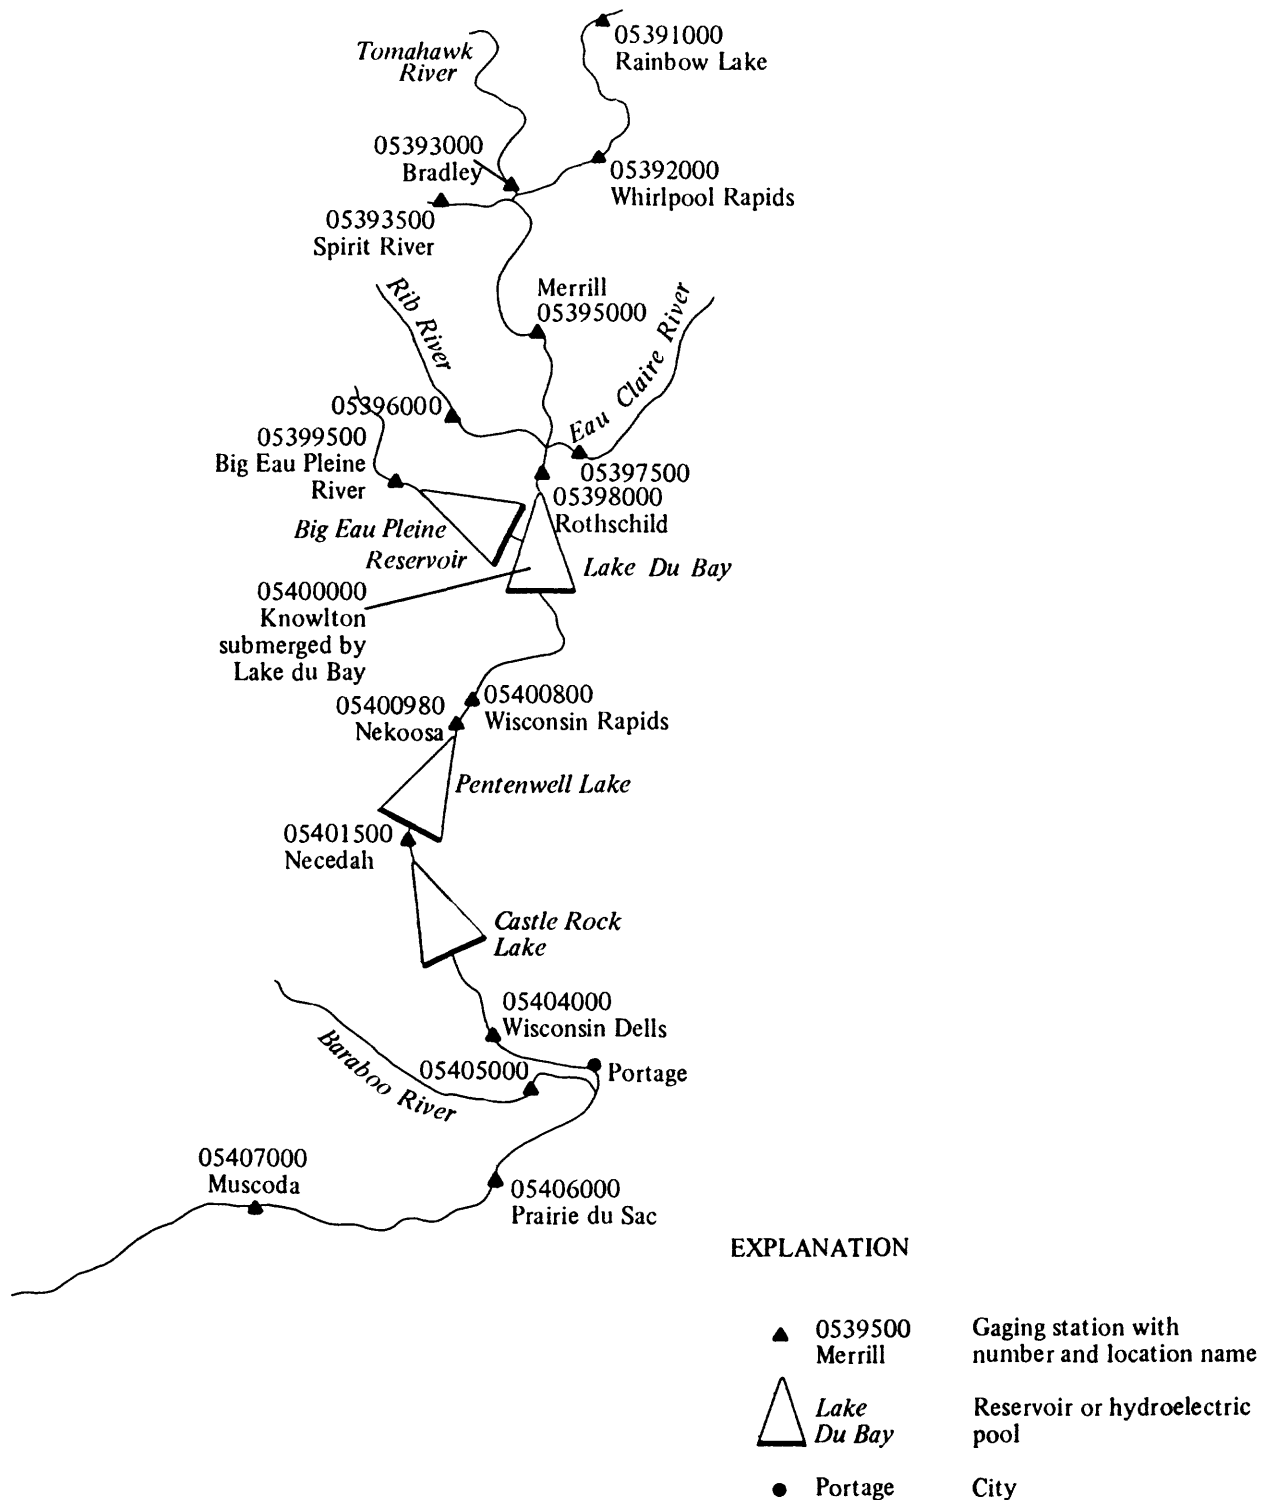 05391000
Rainbow Lake
Tomahawk
River
05393000
Bradley
05392000
Whirlpool Rapids
05393500
Spirit River
Merrill
05395000
Rib River
Eau Claire River
05396000
05399500
Big Eau Pleine
River
05397500
05398000
Rothschild
Big Eau Pleine
Reservoir
Lake Du Bay
05400000
Knowlton
submerged by
Lake du Bay
05400800
Wisconsin Rapids
05400980
Nekoosa
Pentenwell Lake
05401500
Necedah
Castle Rock
Lake
05404000
Wisconsin Dells
Baraboo River
05405000
Portage
05407000
Muscoda
05406000
Prairie du Sac
EXPLANATION
0539500
Merrill
Gaging station with
number and location name
Lake
Du Bay
Reservoir or hydroelectric
pool
Portage
City